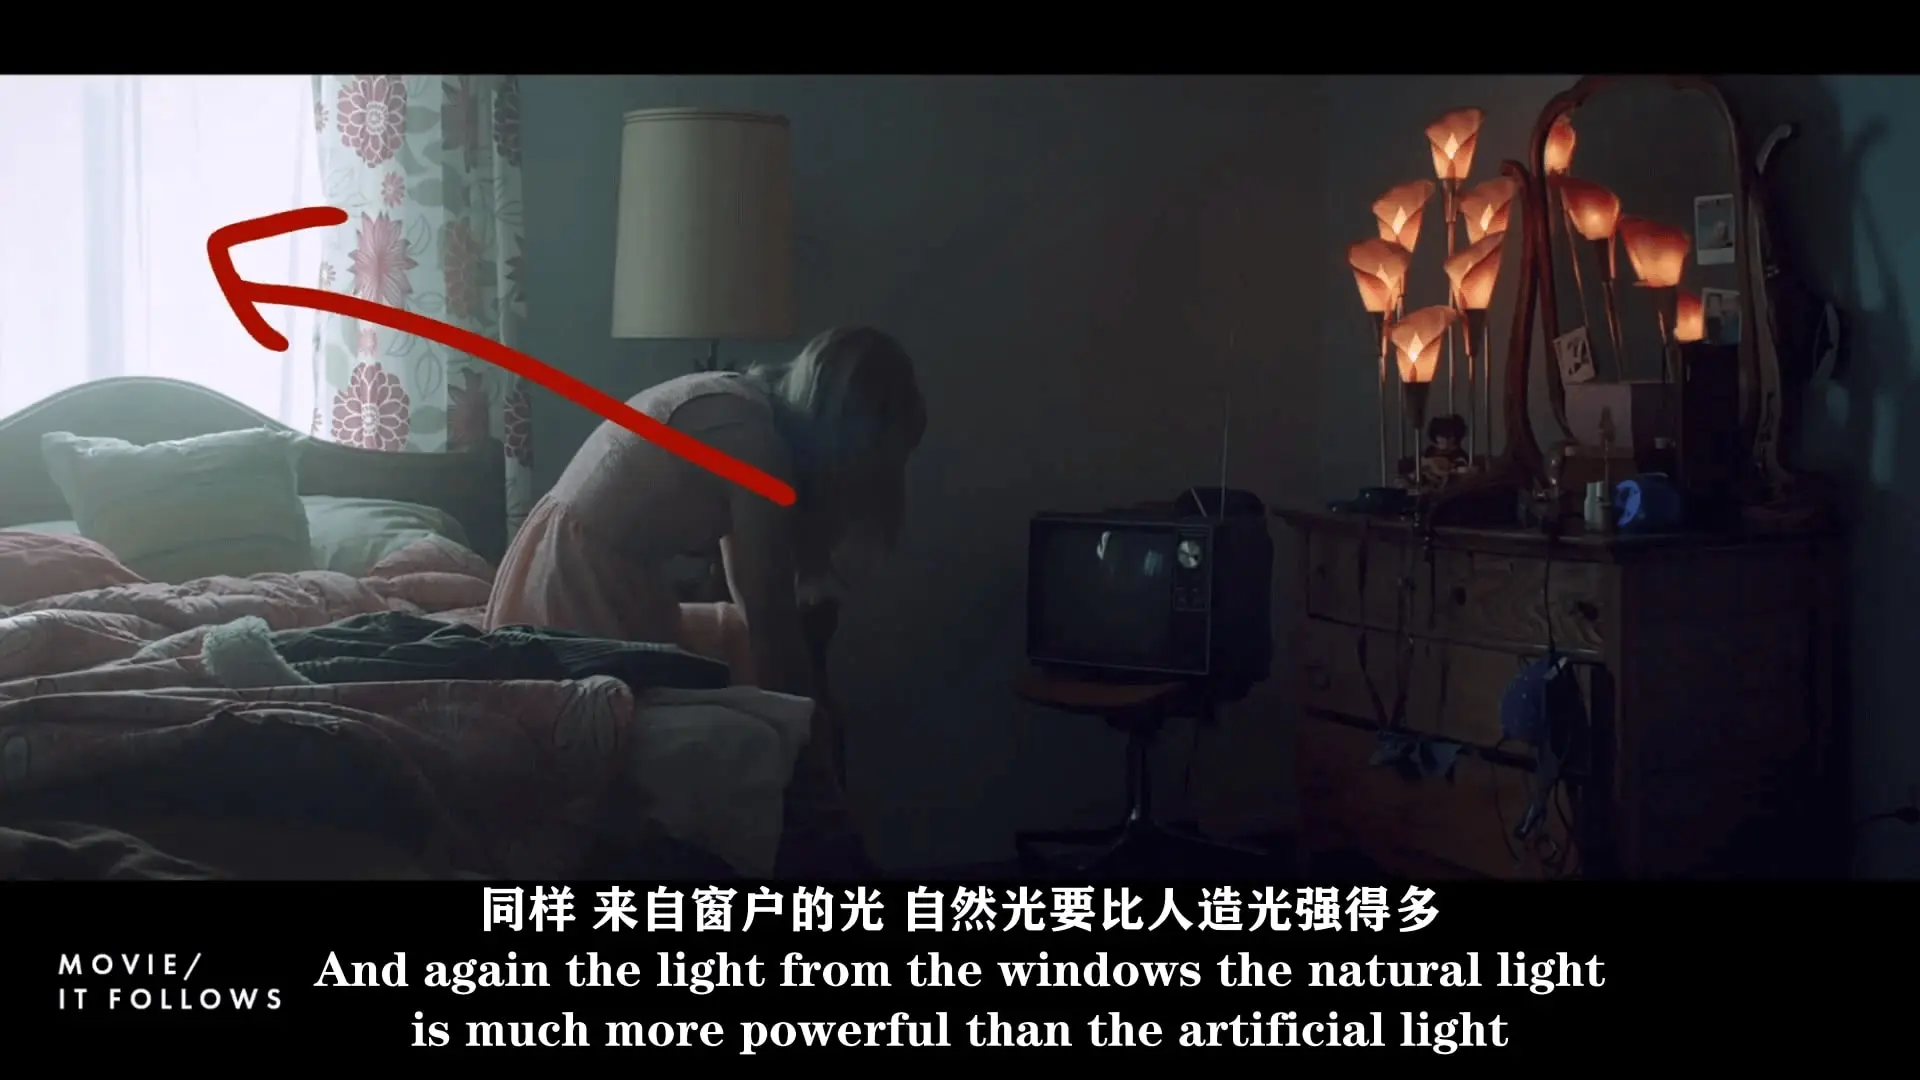 同样 来自窗户的光 自然光要比人造光强得多
And again the light from the windows the natural light
is much more powerful than the artificial light
MOVIE/
IT FOLLOWS